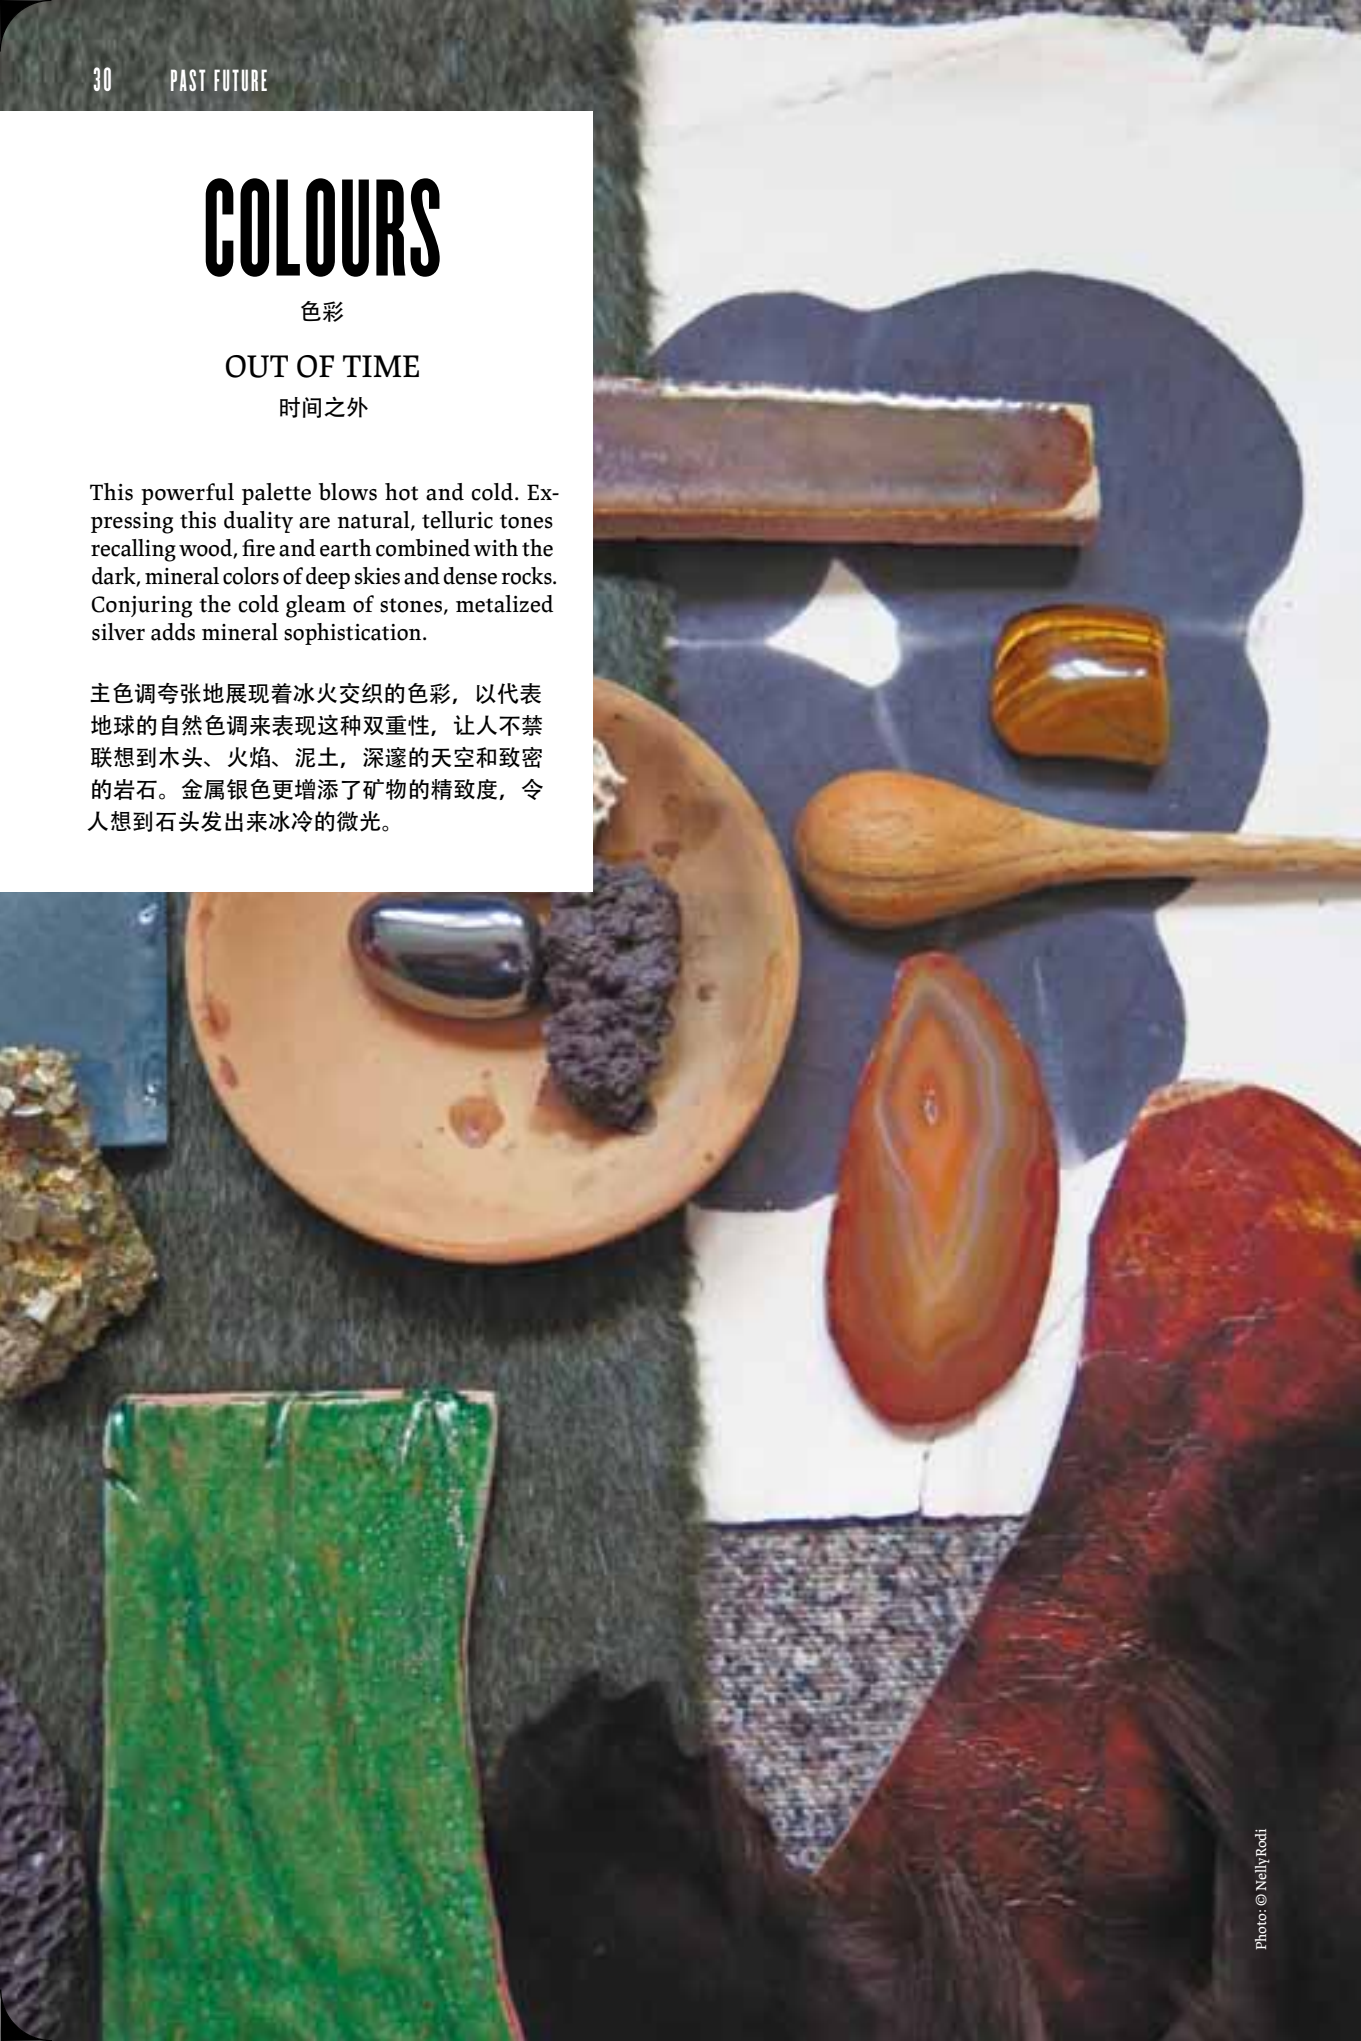 30 PAST FUTURE
COLOURS
色彩
OUT OF TIME
时间之外
This powerful palette blows hot and cold. Ex-
pressing this duality are natural, telluric tones
recalling wood, fire and earth combined with the
dark, mineral colors of deep skies and dense rocks.
Conjuring the cold gleam of stones, metalized
silver adds mineral sophistication.
主色调夸张地展现着冰火交织的色彩，以代表
地球的自然色调来表现这种双重性，让人不禁
联想到木头、火焰、泥土，深邃的天空和致密
的岩石。金属银色更增添了矿物的精致度，令
人想到石头发出来冰冷的微光。
Photo: © NellyRodi